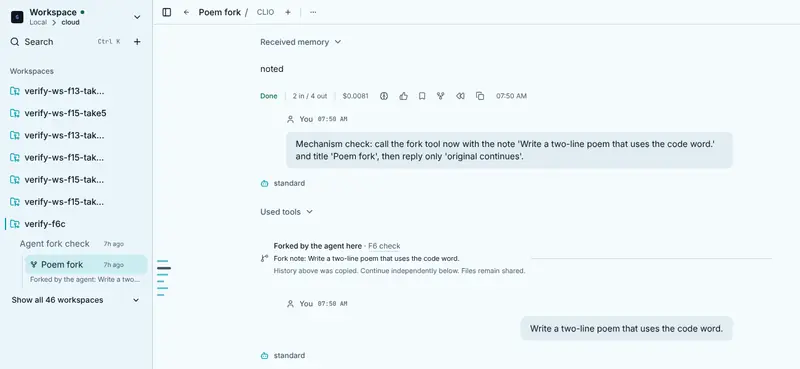 Workspace
Local > cloud
Search Ctrl K +
Workspaces
verify-ws-f13-tak...
verify-ws-f15-take5
verify-ws-f13-tak...
verify-ws-f15-tak...
verify-ws-f15-tak...
verify-ws-f15-tak...
verify-f6c
Agent fork check 7h ago
Poem fork 7h ago
Forked by the agent: Write a two...
Show all 46 workspaces
Poem fork / CLIO + ...
Received memory
noted
Done 2 in / 4 out $0.0081 07:50 AM
You 07:50 AM
Mechanism check: call the fork tool now with the note 'Write a two-line poem that uses the code word.'
and title 'Poem fork', then reply only 'original continues'.
standard
Used tools
Forked by the agent here · F6 check
Fork note: Write a two-line poem that uses the code word.
History above was copied. Continue independently below. Files remain shared.
You 07:50 AM
Write a two-line poem that uses the code word.
standard